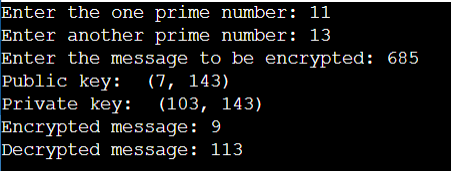 Enter the one prime number: 11
Enter another prime number: 13
Enter the message to be encrypted: 685
Public key:  (7, 143)
Private key:  (103, 143)
Encrypted message: 9
Decrypted message: 113